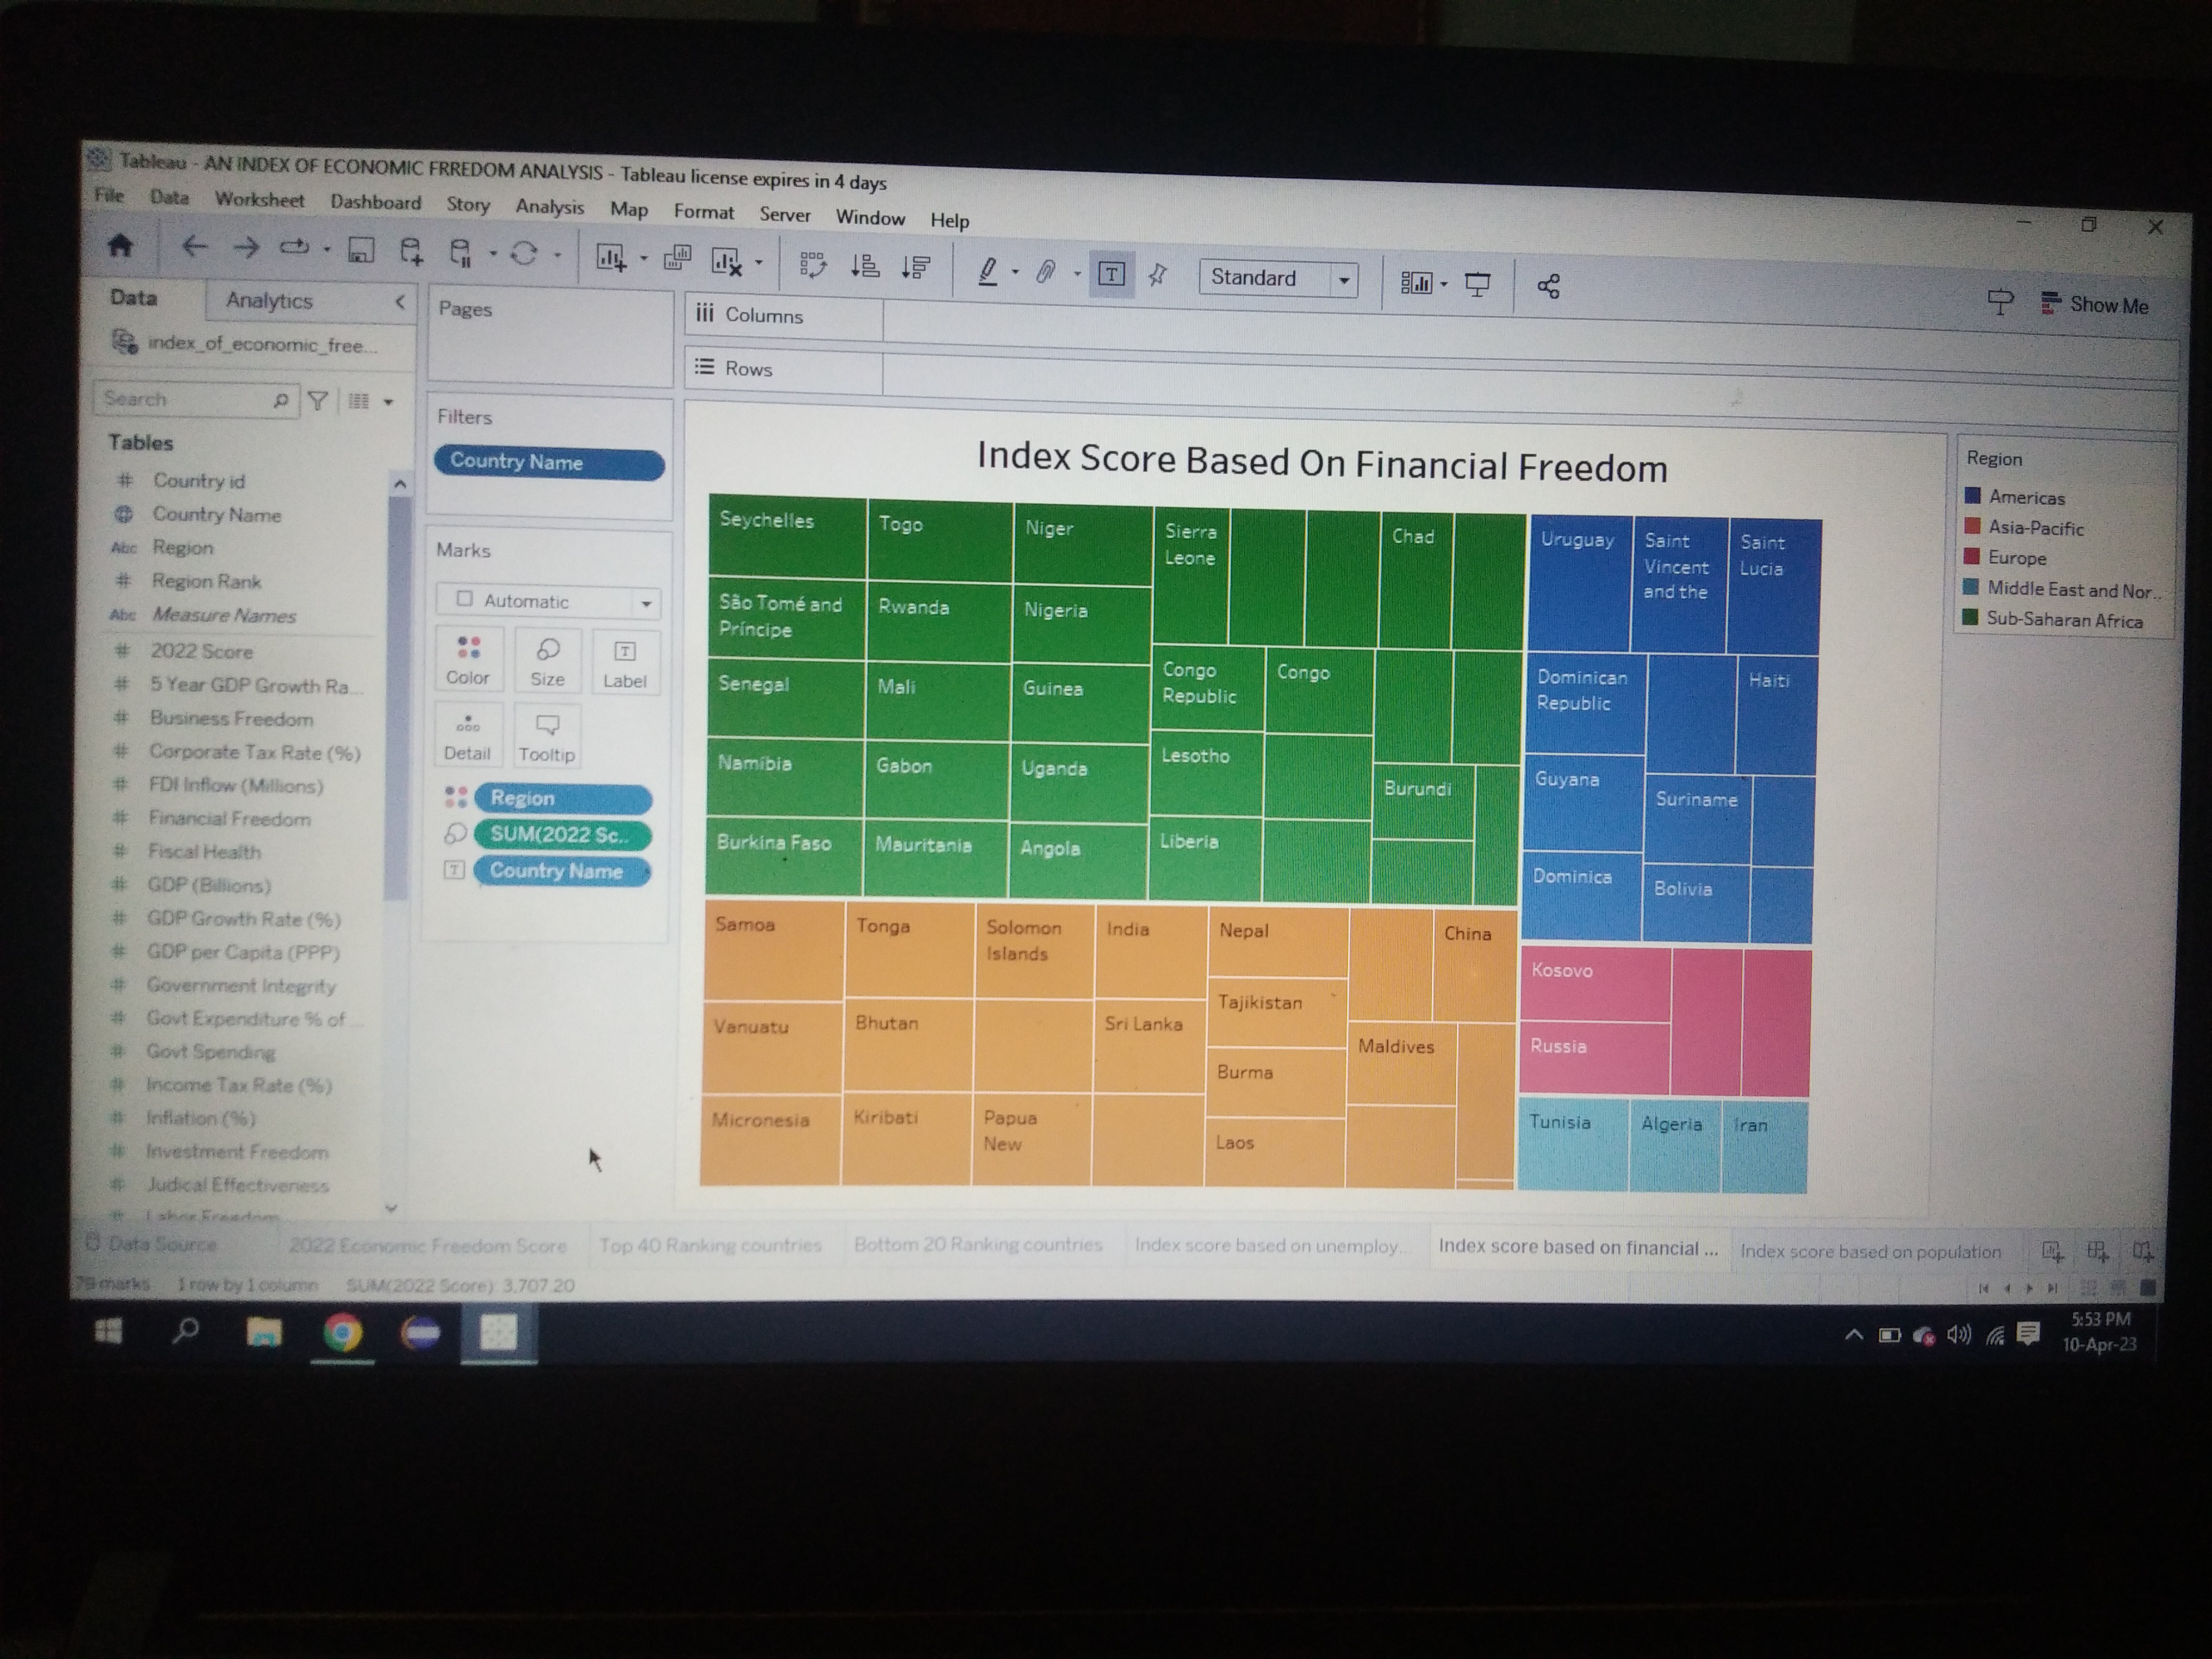 Tableau - AN INDEX OF ECONOMIC FRREDOM ANALYSIS - Tableau license expires in 4 days
File Data Worksheet Dashboard Story Analysis Map Format Server Window Help
Standard
Show Me
Data Analytics
index_of_economic_free...
Search
Tables
# Country id
Country Name
Abc Region
# Region Rank
Abc Measure Names
# 2022 Score
# 5 Year GDP Growth Ra...
# Business Freedom
# Corporate Tax Rate (%)
# FDI Inflow (Millions)
# Financial Freedom
# Fiscal Health
# GDP (Billions)
# GDP Growth Rate (%)
# GDP per Capita (PPP)
# Government Integrity
# Govt Expenditure % of ...
# Govt Spending
# Income Tax Rate (%)
# Inflation (%)
# Investment Freedom
# Judical Effectiveness
# Labor Freedom
Pages
Filters
Country Name
Marks
Automatic
Color Size Label
Detail Tooltip
Region
SUM(2022 Sc..
Country Name
Columns
Rows
Index Score Based On Financial Freedom
Seychelles
Togo
Niger
Sierra
Leone
Chad
São Tomé and
Príncipe
Rwanda
Nigeria
Senegal
Mali
Guinea
Congo
Republic
Congo
Namibia
Gabon
Uganda
Lesotho
Burundi
Burkina Faso
Mauritania
Angola
Liberia
Uruguay
Saint
Vincent
and the
Saint
Lucia
Dominican
Republic
Haiti
Guyana
Suriname
Dominica
Bolivia
Samoa
Tonga
Solomon
Islands
India
Nepal
China
Tajikistan
Vanuatu
Bhutan
Sri Lanka
Maldives
Burma
Micronesia
Kiribati
Papua
New
Laos
Kosovo
Russia
Tunisia
Algeria
Iran
Region
Americas
Asia-Pacific
Europe
Middle East and Nor..
Sub-Saharan Africa
Data Source 2022 Economic Freedom Score Top 40 Ranking countries Bottom 20 Ranking countries Index score based on unemploy... Index score based on financial ... Index score based on population
79 marks 1 row by 1 column SUM(2022 Score): 3,707.20
5:53 PM
10-Apr-23